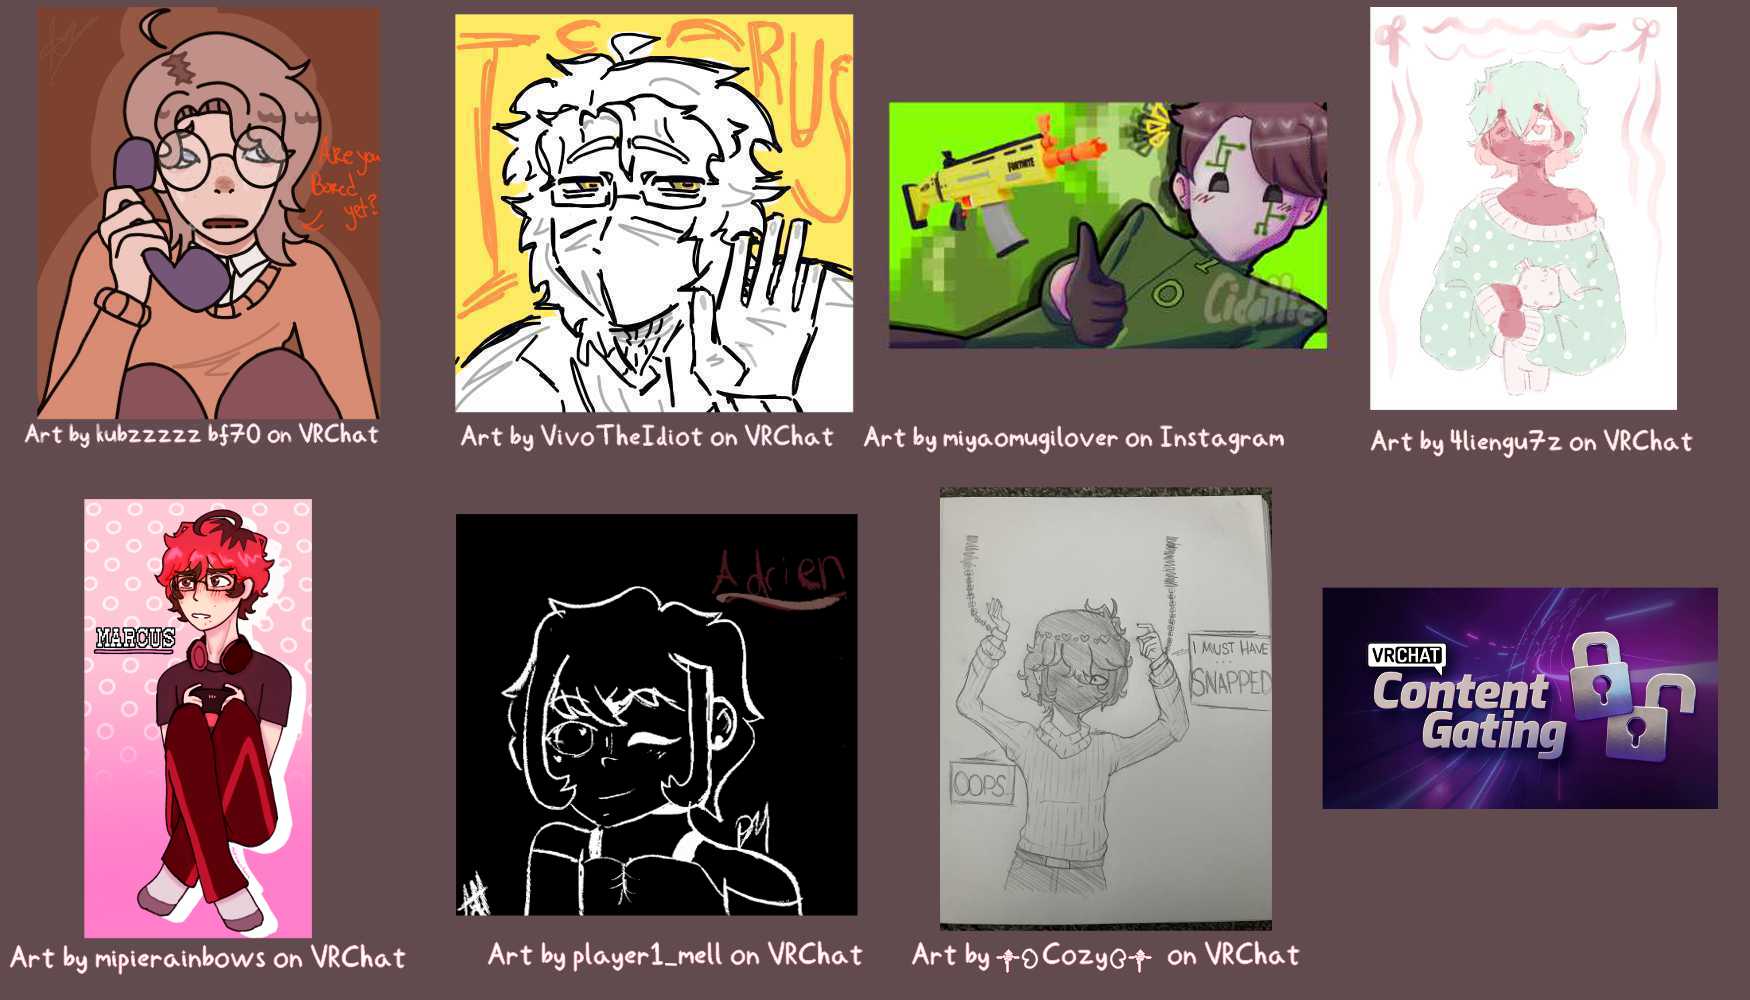 Are you
Bored
yet?
Art by kubzzzzz bf70 on VRChat
ICARUS
Art by VivoTheIdiot on VRChat
FORTNITE
Art by miyaomugilover on Instagram
Art by 4liengu7z on VRChat
MARCUS
Art by mipierainbows on VRChat
Adrien
PM
Art by player1_mell on VRChat
I MUST HAVE
...
SNAPPED
OOPS..
Art by Cozy on VRChat
VRCHAT
Content
Gating